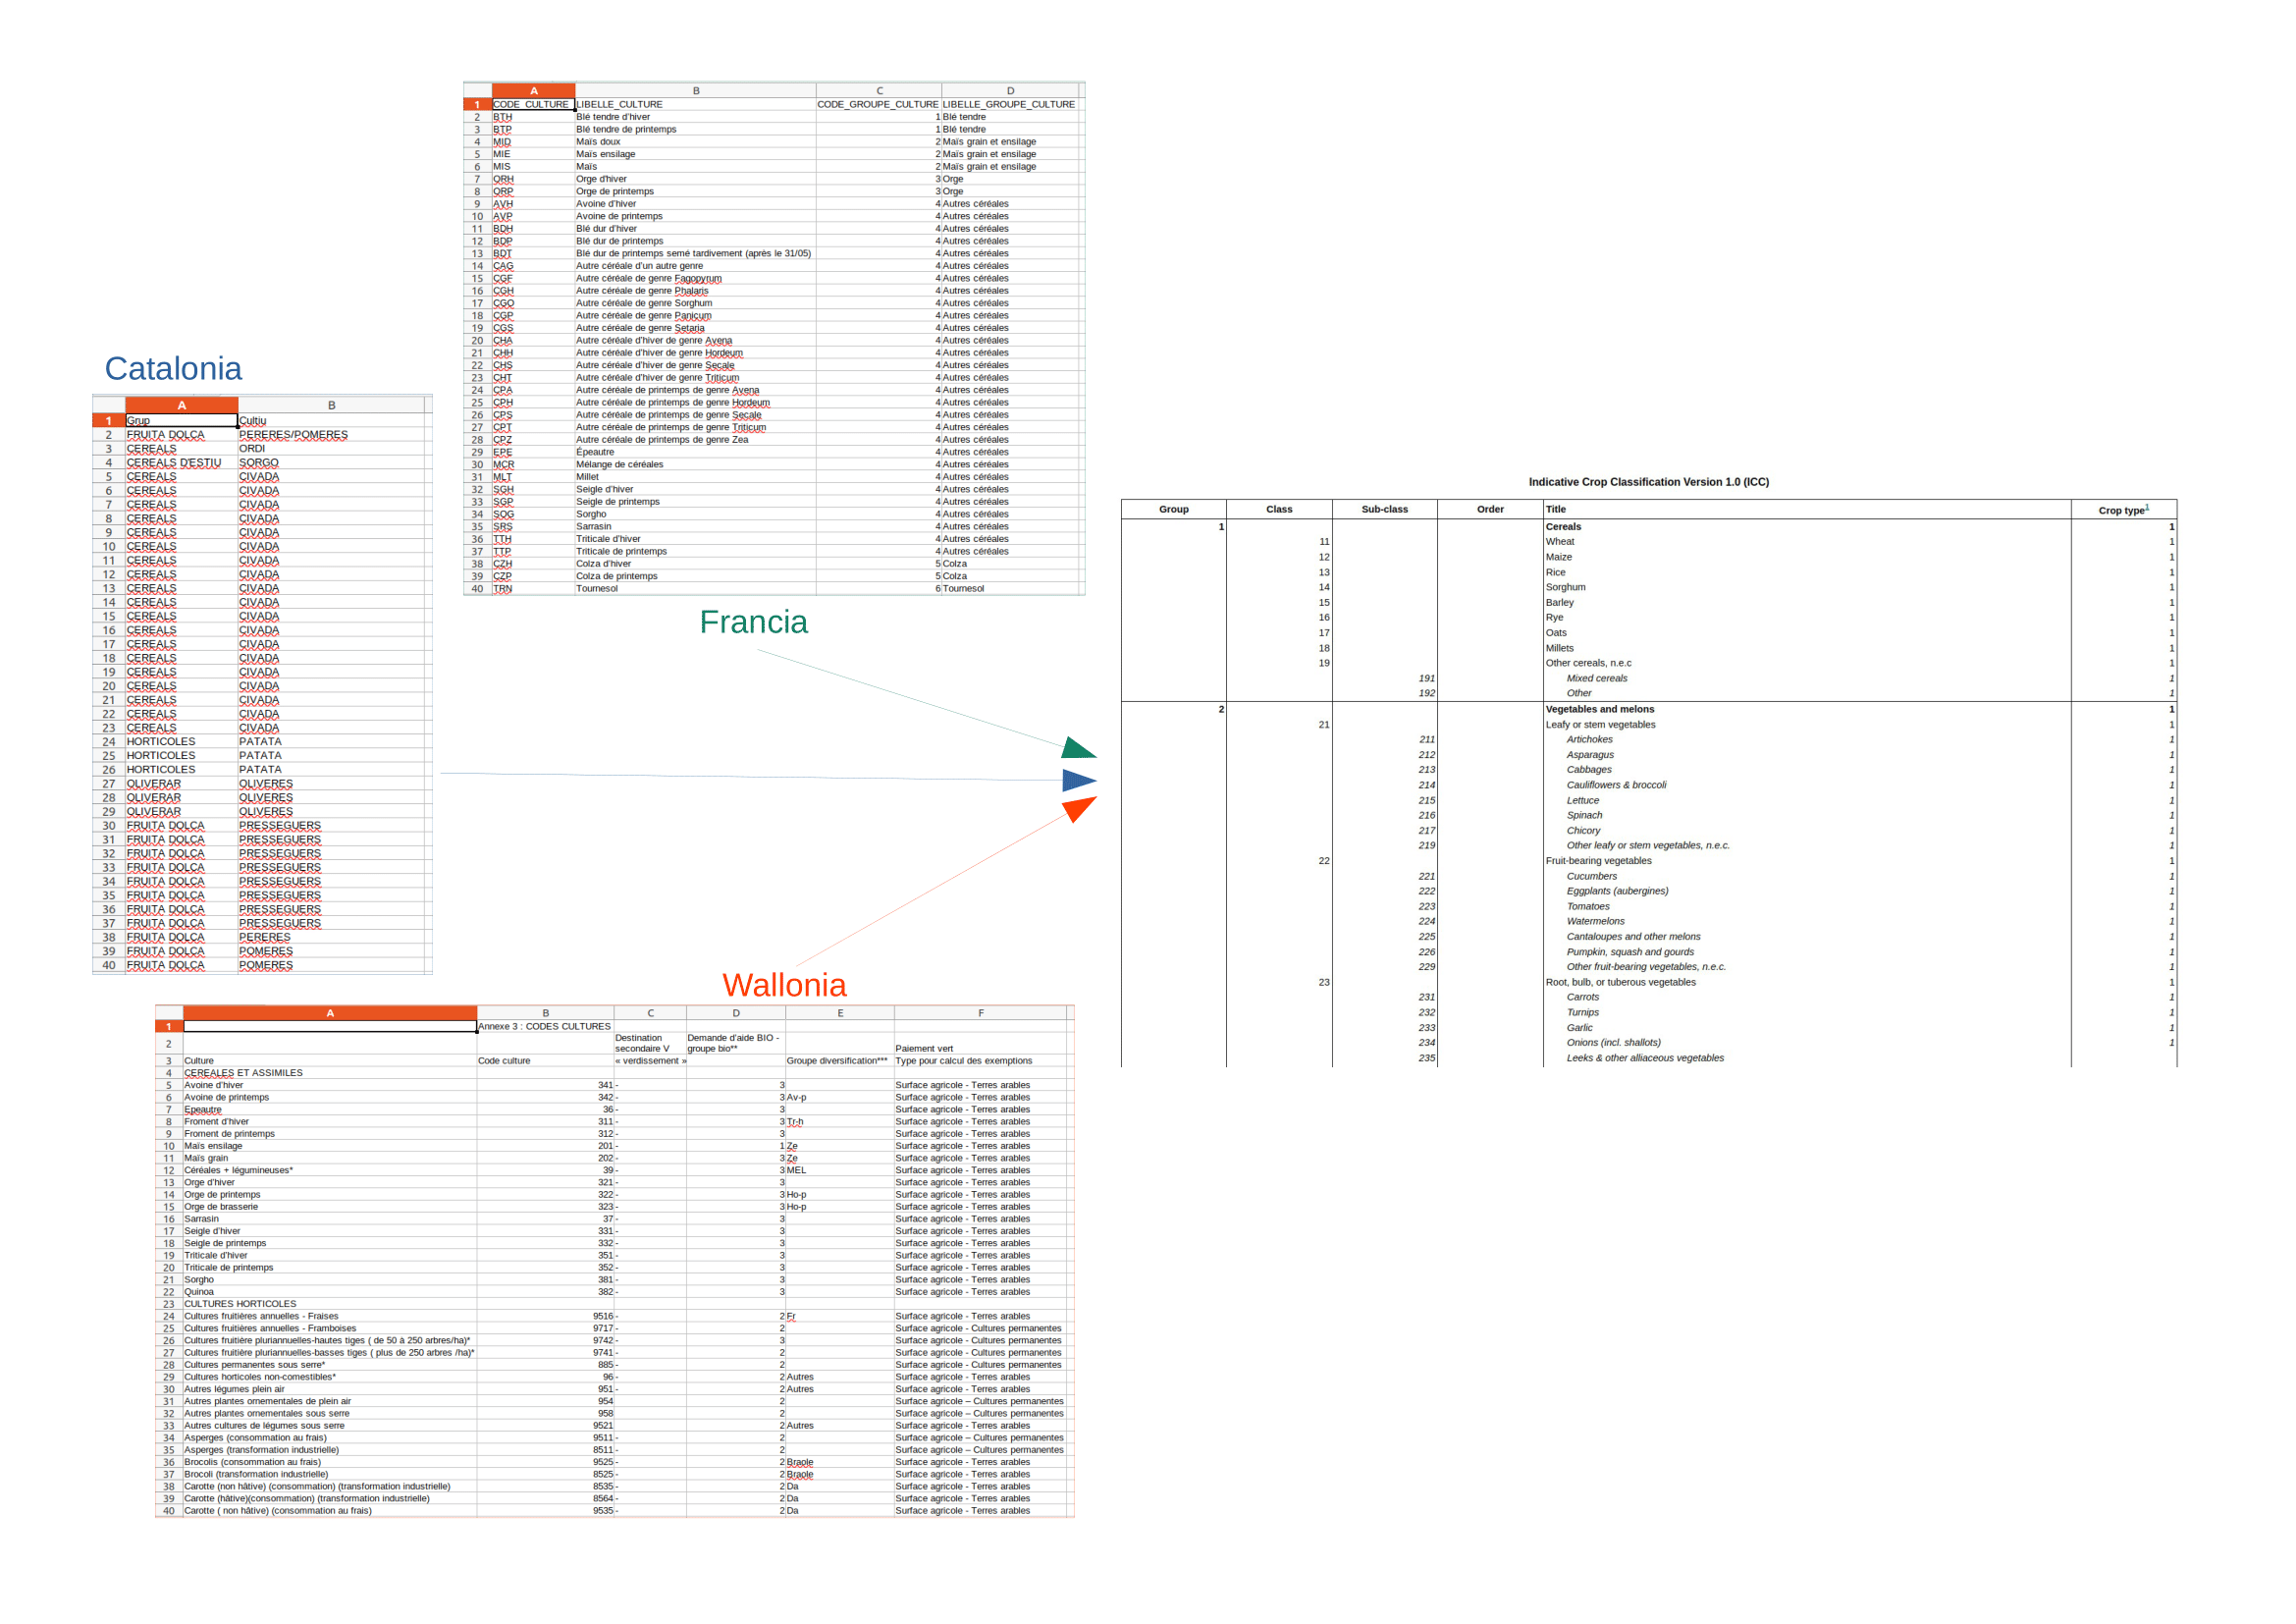 A B C D
1 CODE_CULTURE LIBELLE_CULTURE CODE_GROUPE_CULTURE LIBELLE_GROUPE_CULTURE
2 BTH Blé tendre d'hiver 1 Blé tendre
3 BTP Blé tendre de printemps 1 Blé tendre
4 MID Maïs doux 2 Maïs grain et ensilage
5 MIE Maïs ensilage 2 Maïs grain et ensilage
6 MIS Maïs 2 Maïs grain et ensilage
7 ORH Orge d'hiver 3 Orge
8 ORP Orge de printemps 3 Orge
9 AVH Avoine d'hiver 4 Autres céréales
10 AVP Avoine de printemps 4 Autres céréales
11 BDH Blé dur d'hiver 4 Autres céréales
12 BDP Blé dur de printemps 4 Autres céréales
13 BDT Blé dur de printemps semé tardivement (après le 31/05) 4 Autres céréales
14 CAG Autre céréale d'un autre genre 4 Autres céréales
15 CGF Autre céréale de genre Fagopyrum 4 Autres céréales
16 CGH Autre céréale de genre Phalaris 4 Autres céréales
17 CGO Autre céréale de genre Sorghum 4 Autres céréales
18 CGP Autre céréale de genre Panicum 4 Autres céréales
19 CGS Autre céréale de genre Setaria 4 Autres céréales
20 CHA Autre céréale d'hiver de genre Avena 4 Autres céréales
21 CHH Autre céréale d'hiver de genre Hordeum 4 Autres céréales
22 CHS Autre céréale d'hiver de genre Secale 4 Autres céréales
23 CHT Autre céréale d'hiver de genre Triticum 4 Autres céréales
24 CPA Autre céréale de printemps de genre Avena 4 Autres céréales
25 CPH Autre céréale de printemps de genre Hordeum 4 Autres céréales
26 CPS Autre céréale de printemps de genre Secale 4 Autres céréales
27 CPT Autre céréale de printemps de genre Triticum 4 Autres céréales
28 CPZ Autre céréale de printemps de genre Zea 4 Autres céréales
29 EPE Épeautre 4 Autres céréales
30 MCR Mélange de céréales 4 Autres céréales
31 MLT Millet 4 Autres céréales
32 SGH Seigle d'hiver 4 Autres céréales
33 SGP Seigle de printemps 4 Autres céréales
34 SOG Sorgho 4 Autres céréales
35 SRS Sarrasin 4 Autres céréales
36 TTH Triticale d'hiver 4 Autres céréales
37 TTP Triticale de printemps 4 Autres céréales
38 CZH Colza d'hiver 5 Colza
39 CZP Colza de printemps 5 Colza
40 TRN Tournesol 6 Tournesol
Francia
Catalonia
A B
1 Grup Cultiu
2 FRUITA DOLCA PERERES/POMERES
3 CEREALS ORDI
4 CEREALS D'ESTIU SORGO
5 CEREALS CIVADA
6 CEREALS CIVADA
7 CEREALS CIVADA
8 CEREALS CIVADA
9 CEREALS CIVADA
10 CEREALS CIVADA
11 CEREALS CIVADA
12 CEREALS CIVADA
13 CEREALS CIVADA
14 CEREALS CIVADA
15 CEREALS CIVADA
16 CEREALS CIVADA
17 CEREALS CIVADA
18 CEREALS CIVADA
19 CEREALS CIVADA
20 CEREALS CIVADA
21 CEREALS CIVADA
22 CEREALS CIVADA
23 CEREALS CIVADA
24 HORTICOLES PATATA
25 HORTICOLES PATATA
26 HORTICOLES PATATA
27 OLIVERAR OLIVERES
28 OLIVERAR OLIVERES
29 OLIVERAR OLIVERES
30 FRUITA DOLCA PRESSEGUERS
31 FRUITA DOLCA PRESSEGUERS
32 FRUITA DOLCA PRESSEGUERS
33 FRUITA DOLCA PRESSEGUERS
34 FRUITA DOLCA PRESSEGUERS
35 FRUITA DOLCA PRESSEGUERS
36 FRUITA DOLCA PRESSEGUERS
37 FRUITA DOLCA PRESSEGUERS
38 FRUITA DOLCA PERERES
39 FRUITA DOLCA POMERES
40 FRUITA DOLCA POMERES
Wallonia
A B C D E F
1 Annexe 3 : CODES CULTURES
2 Destination secondaire V Demande d'aide BIO - groupe bio** Paiement vert
3 Culture Code culture « verdissement » Groupe diversification*** Type pour calcul des exemptions
4 CEREALES ET ASSIMILES
5 Avoine d'hiver 341 - 3 Surface agricole - Terres arables
6 Avoine de printemps 342 - 3 Av-p Surface agricole - Terres arables
7 Epeautre 36 - 3 Surface agricole - Terres arables
8 Froment d'hiver 311 - 3 Tr-h Surface agricole - Terres arables
9 Froment de printemps 312 - 3 Surface agricole - Terres arables
10 Maïs ensilage 201 - 1 Ze Surface agricole - Terres arables
11 Maïs grain 202 - 3 Ze Surface agricole - Terres arables
12 Céréales + légumineuses* 39 - 3 MEL Surface agricole - Terres arables
13 Orge d'hiver 321 - 3 Surface agricole - Terres arables
14 Orge de printemps 322 - 3 Ho-p Surface agricole - Terres arables
15 Orge de brasserie 323 - 3 Ho-p Surface agricole - Terres arables
16 Sarrasin 37 - 3 Surface agricole - Terres arables
17 Seigle d'hiver 331 - 3 Surface agricole - Terres arables
18 Seigle de printemps 332 - 3 Surface agricole - Terres arables
19 Triticale d'hiver 351 - 3 Surface agricole - Terres arables
20 Triticale de printemps 352 - 3 Surface agricole - Terres arables
21 Sorgho 381 - 3 Surface agricole - Terres arables
22 Quinoa 382 - 3 Surface agricole - Terres arables
23 CULTURES HORTICOLES
24 Cultures fruitières annuelles - Fraises 9516 - 2 Fr Surface agricole - Terres arables
25 Cultures fruitières annuelles - Framboises 9717 - 2 Surface agricole - Cultures permanentes
26 Cultures fruitière pluriannuelles-hautes tiges ( de 50 à 250 arbres/ha)* 9742 - 3 Surface agricole - Cultures permanentes
27 Cultures fruitière pluriannuelles-basses tiges ( plus de 250 arbres /ha)* 9741 - 2 Surface agricole - Cultures permanentes
28 Cultures permanentes sous serre* 885 - 2 Surface agricole - Cultures permanentes
29 Cultures horticoles non-comestibles* 96 - 2 Autres Surface agricole - Terres arables
30 Autres légumes plein air 951 - 2 Autres Surface agricole - Terres arables
31 Autres plantes ornementales de plein air 954 2 Surface agricole – Cultures permanentes
32 Autres plantes ornementales sous serre 958 2 Surface agricole – Cultures permanentes
33 Autres cultures de légumes sous serre 9521 2 Autres Surface agricole - Terres arables
34 Asperges (consommation au frais) 9511 - 2 Surface agricole – Cultures permanentes
35 Asperges (transformation industrielle) 8511 - 2 Surface agricole – Cultures permanentes
36 Brocolis (consommation au frais) 9525 - 2 Braole Surface agricole - Terres arables
37 Brocoli (transformation industrielle) 8525 - 2 Braole Surface agricole - Terres arables
38 Carotte (non hâtive) (consommation) (transformation industrielle) 8535 - 2 Da Surface agricole - Terres arables
39 Carotte (hâtive)(consommation) (transformation industrielle) 8564 - 2 Da Surface agricole - Terres arables
40 Carotte ( non hâtive) (consommation au frais) 9535 - 2 Da Surface agricole - Terres arables
Indicative Crop Classification Version 1.0 (ICC)
Group Class Sub-class Order Title Crop type1
1 Cereals 1
11 Wheat 1
12 Maize 1
13 Rice 1
14 Sorghum 1
15 Barley 1
16 Rye 1
17 Oats 1
18 Millets 1
19 Other cereals, n.e.c 1
191 Mixed cereals 1
192 Other 1
2 Vegetables and melons 1
21 Leafy or stem vegetables 1
211 Artichokes 1
212 Asparagus 1
213 Cabbages 1
214 Cauliflowers & broccoli 1
215 Lettuce 1
216 Spinach 1
217 Chicory 1
219 Other leafy or stem vegetables, n.e.c. 1
22 Fruit-bearing vegetables 1
221 Cucumbers 1
222 Eggplants (aubergines) 1
223 Tomatoes 1
224 Watermelons 1
225 Cantaloupes and other melons 1
226 Pumpkin, squash and gourds 1
229 Other fruit-bearing vegetables, n.e.c. 1
23 Root, bulb, or tuberous vegetables 1
231 Carrots 1
232 Turnips 1
233 Garlic 1
234 Onions (incl. shallots) 1
235 Leeks & other alliaceous vegetables